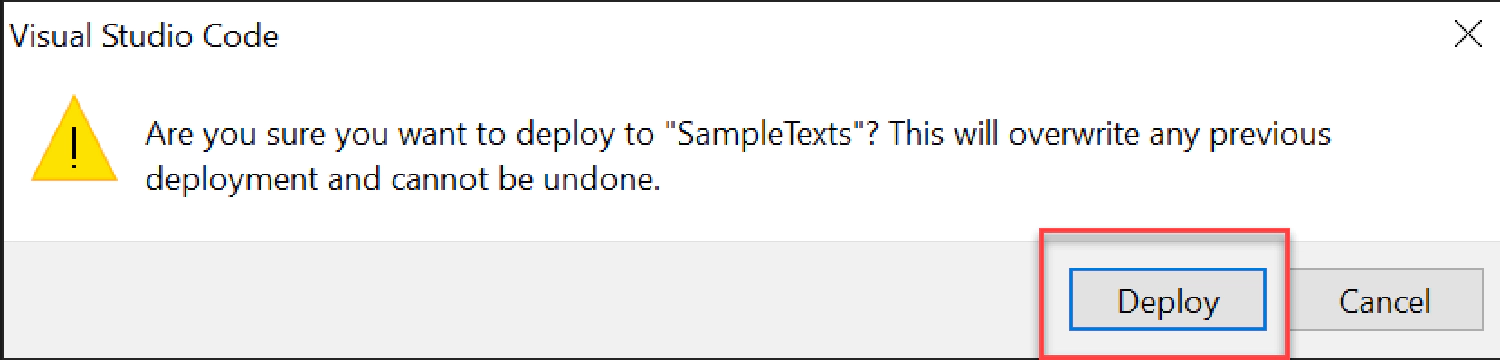 Visual Studio Code
Are you sure you want to deploy to "SampleTexts"? This will overwrite any previous
deployment and cannot be undone.
Deploy
Cancel